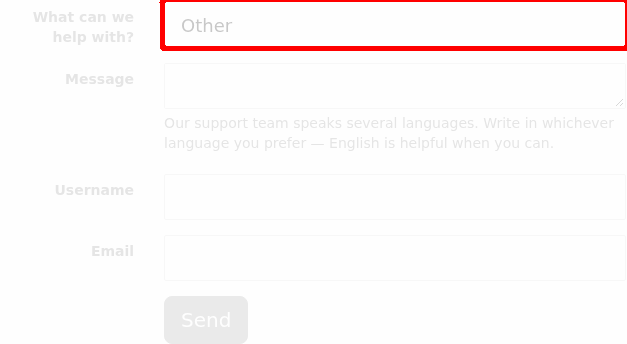 What can we
help with?
Other
Message
Our support team speaks several languages. Write in whichever
language you prefer — English is helpful when you can.
Username
Email
Send